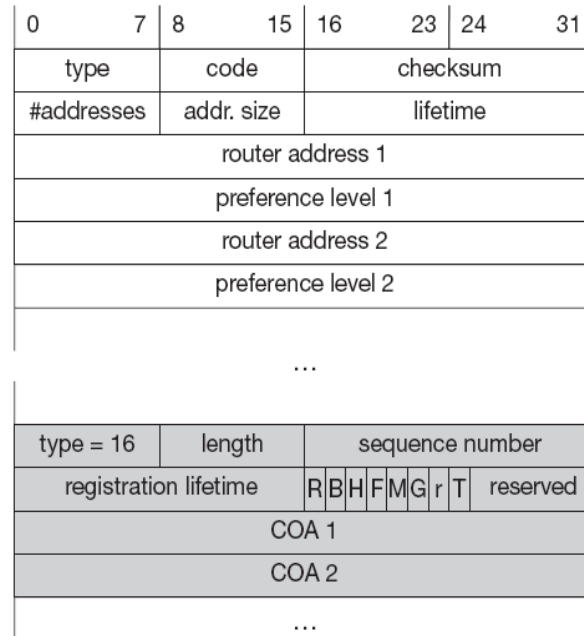 0 7 8 15 16 23 24 31
type code checksum
#addresses addr. size lifetime
router address 1
preference level 1
router address 2
preference level 2
...
type = 16 length sequence number
registration lifetime R B H F M G r T reserved
COA 1
COA 2
...